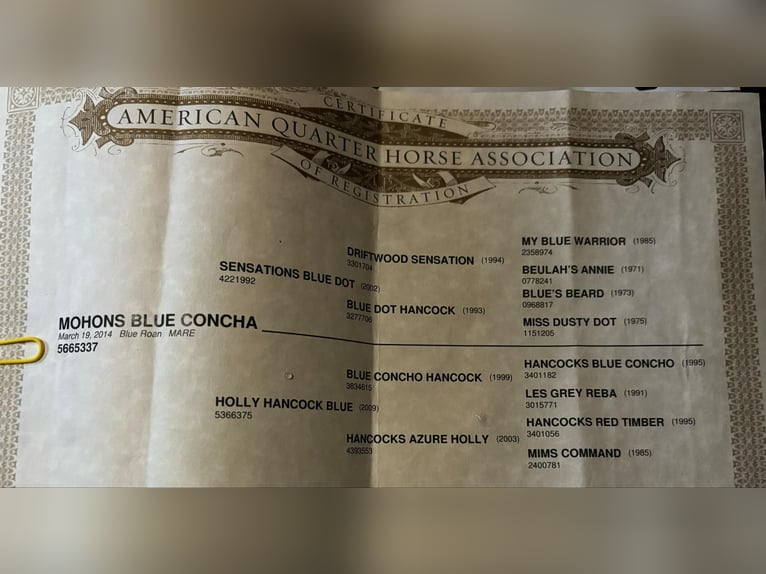 CERTIFICATE
AMERICAN QUARTER HORSE ASSOCIATION
OF REGISTRATION
MY BLUE WARRIOR (1985)
2358974
DRIFTWOOD SENSATION (1994)
3301704
BEULAH'S ANNIE (1971)
0778241
SENSATIONS BLUE DOT (2002)
4221992
BLUE'S BEARD (1973)
0968817
BLUE DOT HANCOCK (1993)
3277706
MISS DUSTY DOT (1975)
1151205
MOHONS BLUE CONCHA
March 19, 2014 Blue Roan MARE
5665337
HANCOCKS BLUE CONCHO (1995)
3401182
BLUE CONCHO HANCOCK (1999)
3834615
LES GREY REBA (1991)
3015771
HOLLY HANCOCK BLUE (2009)
5366375
HANCOCKS RED TIMBER (1995)
3401056
HANCOCKS AZURE HOLLY (2003)
4393553
MIMS COMMAND (1985)
2400781